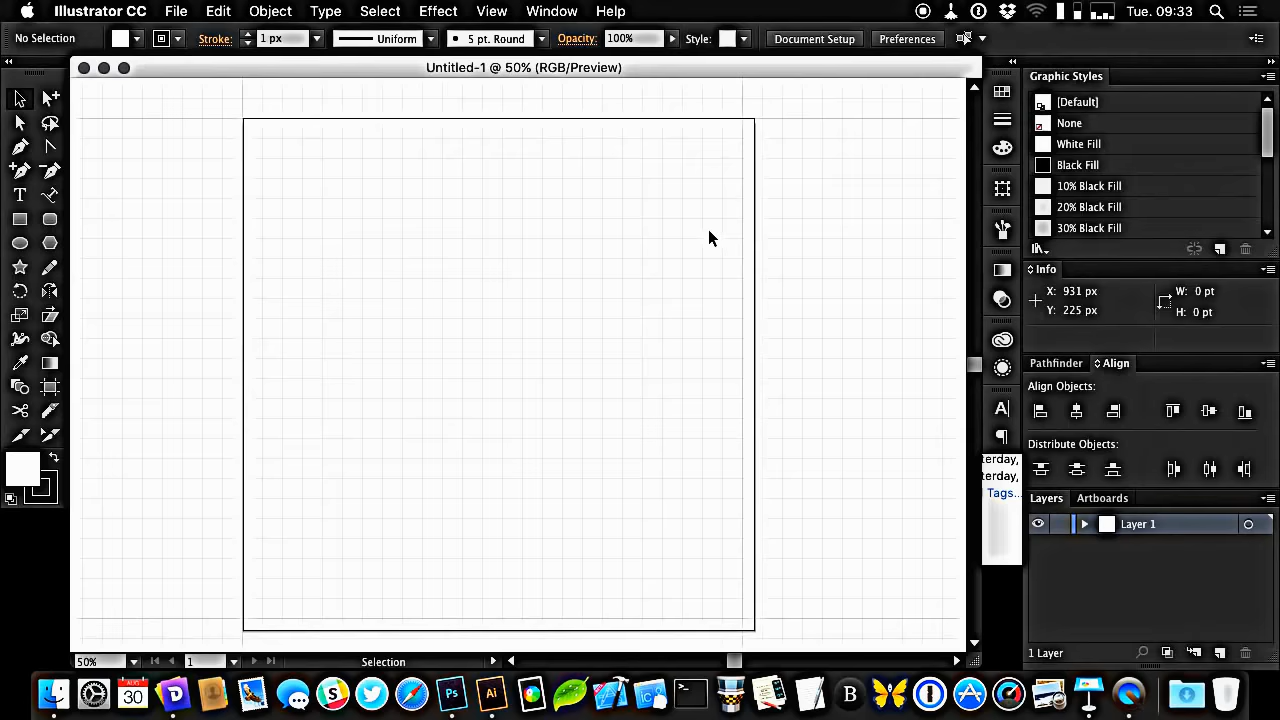 Illustrator CC File Edit Object Type Select Effect View Window Help Tue. 09:33
No Selection Stroke: 1 px Uniform 5 pt. Round Opacity: 100% Style: Document Setup Preferences
Untitled-1 @ 50% (RGB/Preview)
Graphic Styles
[Default]
None
White Fill
Black Fill
10% Black Fill
20% Black Fill
30% Black Fill
Info
X: 931 px
Y: 225 px
W: 0 pt
H: 0 pt
Pathfinder Align
Align Objects:
Distribute Objects:
terday,
terday,
Tags...
Layers Artboards
Layer 1
1 Layer
50% 1 Selection
AUG
30